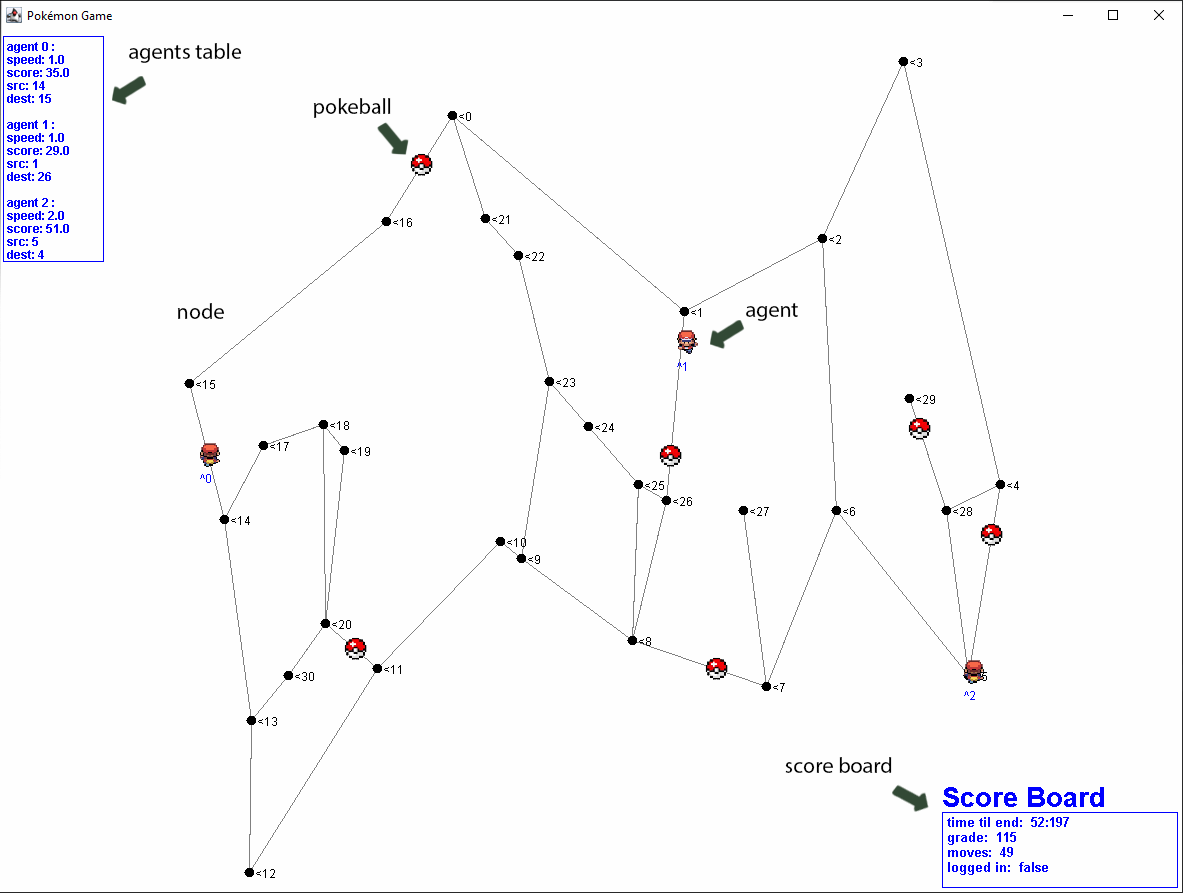 Pokémon Game
agent 0 :
speed: 1.0
score: 35.0
src: 14
dest: 15
agent 1 :
speed: 1.0
score: 29.0
src: 1
dest: 26
agent 2 :
speed: 2.0
score: 51.0
src: 5
dest: 4
agents table
<3
pokeball
<0
<16
<21
<2
<22
node
<1
agent
^1
<15
<23
<29
<18
<24
<17
<19
^0
<25
<4
<26
<14
<27
<6
<28
<10
<9
<20
<8
<11
<30
<7
^2
<13
score board
Score Board
time til end: 52:197
grade: 115
moves: 49
logged in: false
<12